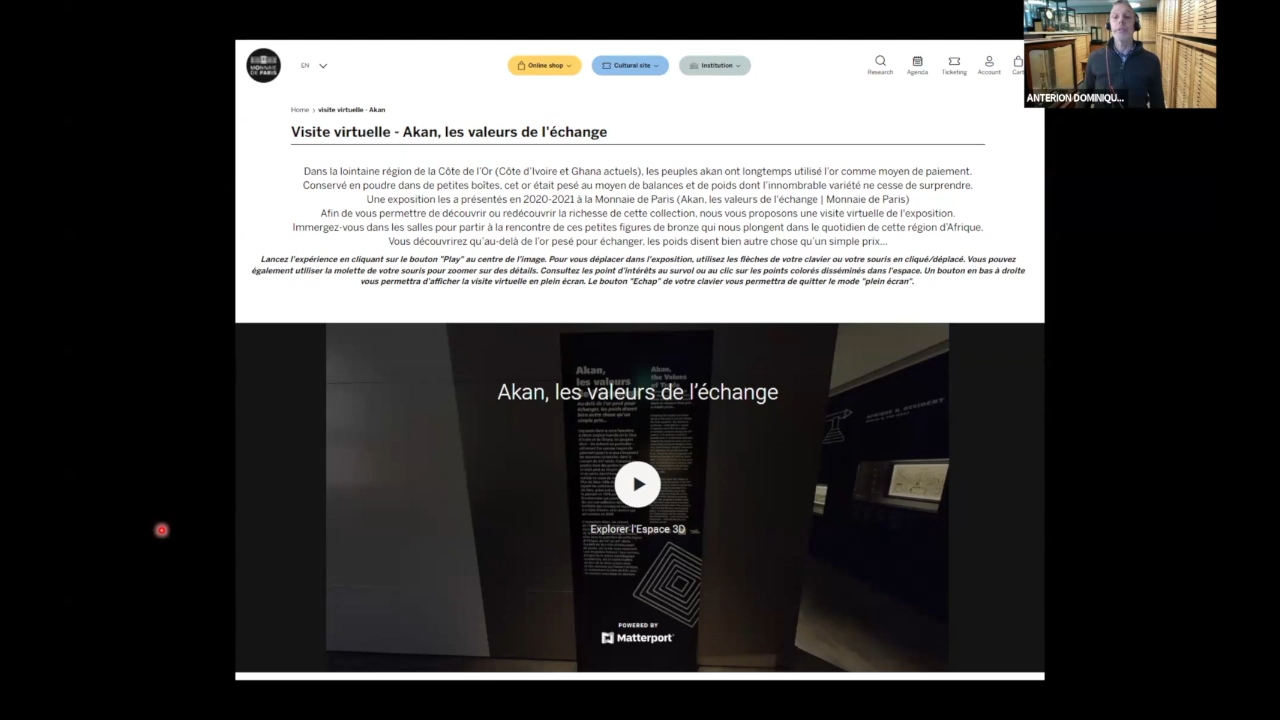 MONNAIE
DE PARIS
EN
Online shop
Cultural site
Institution
Research
Agenda
Ticketing
Account
Cart
ANTERION DOMINIQU...
Home > visite virtuelle - Akan
Visite virtuelle - Akan, les valeurs de l'échange
Dans la lointaine région de la Côte de l'Or (Côte d'Ivoire et Ghana actuels), les peuples akan ont longtemps utilisé l'or comme moyen de paiement.
Conservé en poudre dans de petites boîtes, cet or était pesé au moyen de balances et de poids dont l'innombrable variété ne cesse de surprendre.
Une exposition les a présentés en 2020-2021 à la Monnaie de Paris (Akan, les valeurs de l'échange | Monnaie de Paris)
Afin de vous permettre de découvrir ou redécouvrir la richesse de cette collection, nous vous proposons une visite virtuelle de l'exposition.
Immergez-vous dans les salles pour partir à la rencontre de ces petites figures de bronze qui nous plongent dans le quotidien de cette région d'Afrique.
Vous découvrirez qu'au-delà de l'or pesé pour échanger, les poids disent bien autre chose qu'un simple prix...
Lancez l'expérience en cliquant sur le bouton "Play" au centre de l'image. Pour vous déplacer dans l'exposition, utilisez les flèches de votre clavier ou votre souris en cliqué/déplacé. Vous pouvez
également utiliser la molette de votre souris pour zoomer sur des détails. Consultez les point d'intérêts au survol ou au clic sur les points colorés disséminés dans l'espace. Un bouton en bas à droite
vous permettra d'afficher la visite virtuelle en plein écran. Le bouton "Echap" de votre clavier vous permettra de quitter le mode "plein écran".
Akan,
les valeurs
Akan,
the Values
Akan, les valeurs de l'échange
AFRIQUE & OCCIDENT
Explorer l'Espace 3D
POWERED BY
Matterport